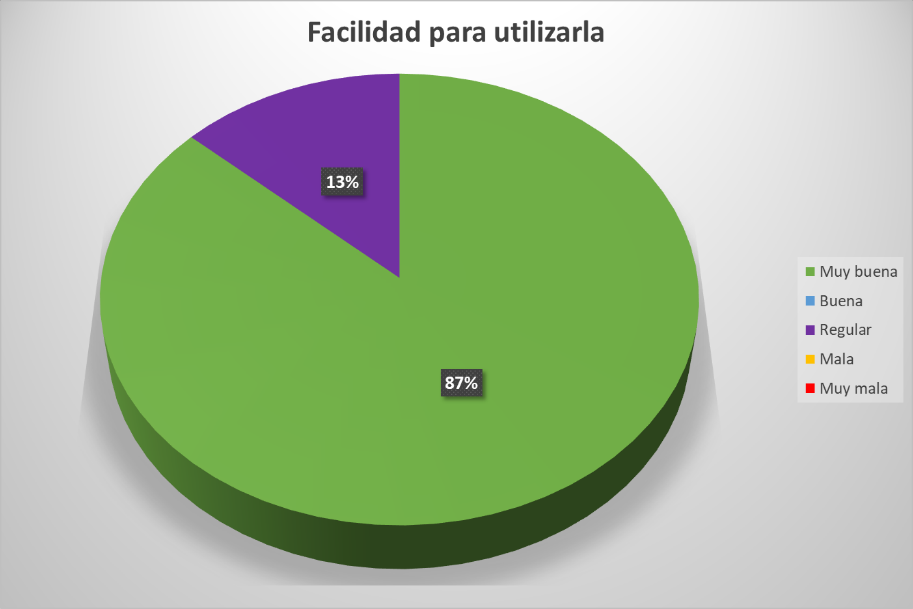 Facilidad para utilizarla
13%
87%
Muy buena
Buena
Regular
Mala
Muy mala